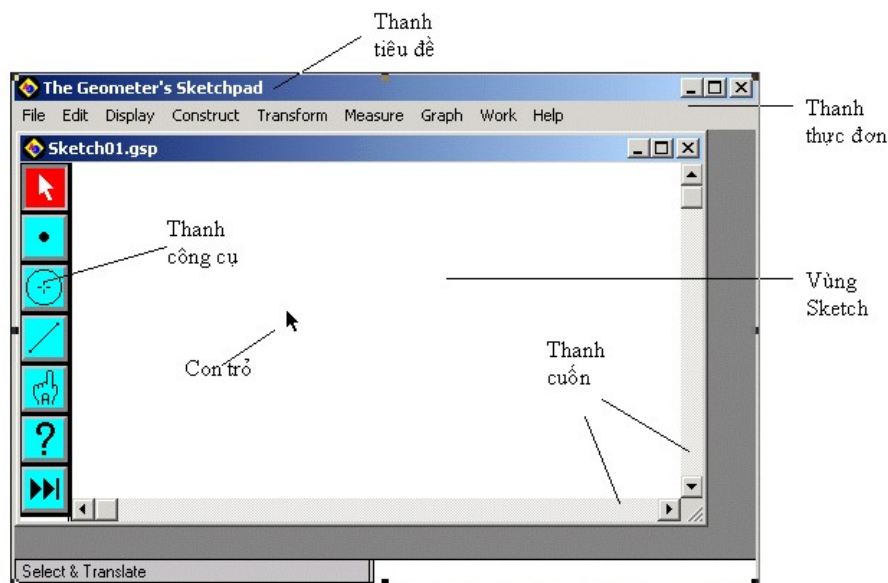 Thanh
tiêu đề
The Geometer's Sketchpad
File Edit Display Construct Transform Measure Graph Work Help
Thanh
thực đơn
Sketch01.gsp
Thanh
công cụ
Vùng
Sketch
Con trỏ
Thanh
cuốn
A
?
Select & Translate